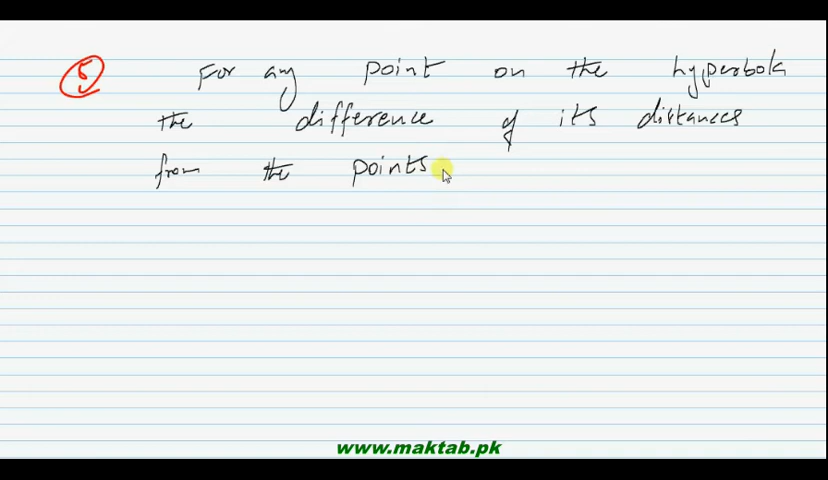 5 For any point on the hyperbola
the difference of its distances
from the points
www.maktab.pk